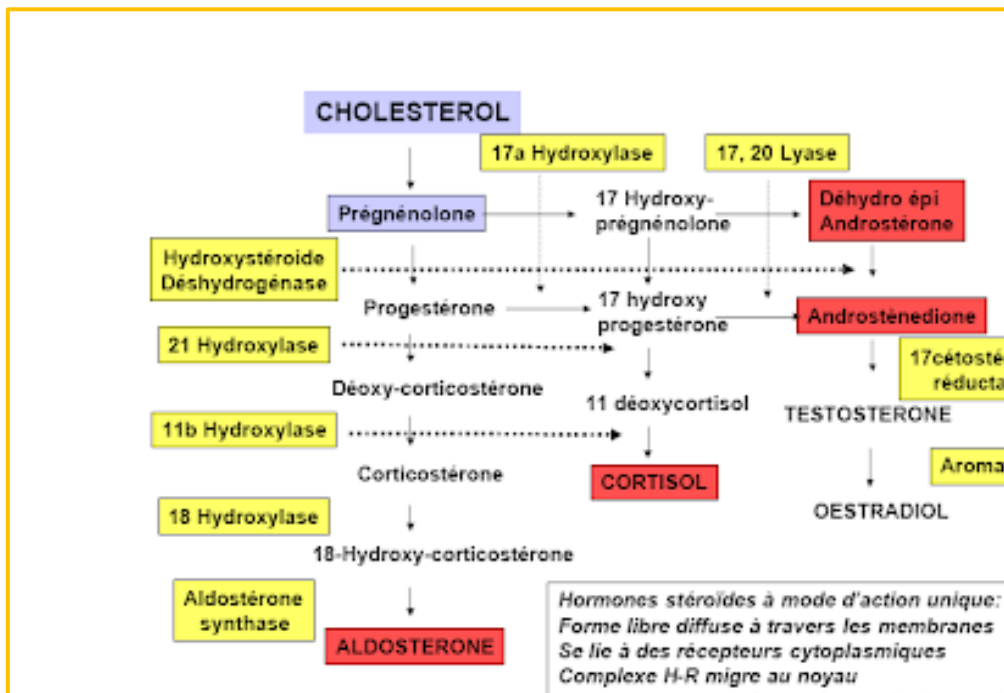 CHOLESTEROL
17a Hydroxylase
17, 20 Lyase
Prégnénolone
17 Hydroxy-
prégnénolone
Déhydro épi
Androstérone
Hydroxystéroide
Déshydrogénase
Progestérone
17 hydroxy
progestérone
Androstènedione
21 Hydroxylase
17cétosté
réducta
Déoxy-corticostérone
11 déoxycortisol
TESTOSTERONE
11b Hydroxylase
Corticostérone
CORTISOL
Aroma
OESTRADIOL
18 Hydroxylase
18-Hydroxy-corticostérone
Aldostérone
synthase
ALDOSTERONE
Hormones stéroïdes à mode d'action unique:
Forme libre diffuse à travers les membranes
Se lie à des récepteurs cytoplasmiques
Complexe H-R migre au noyau